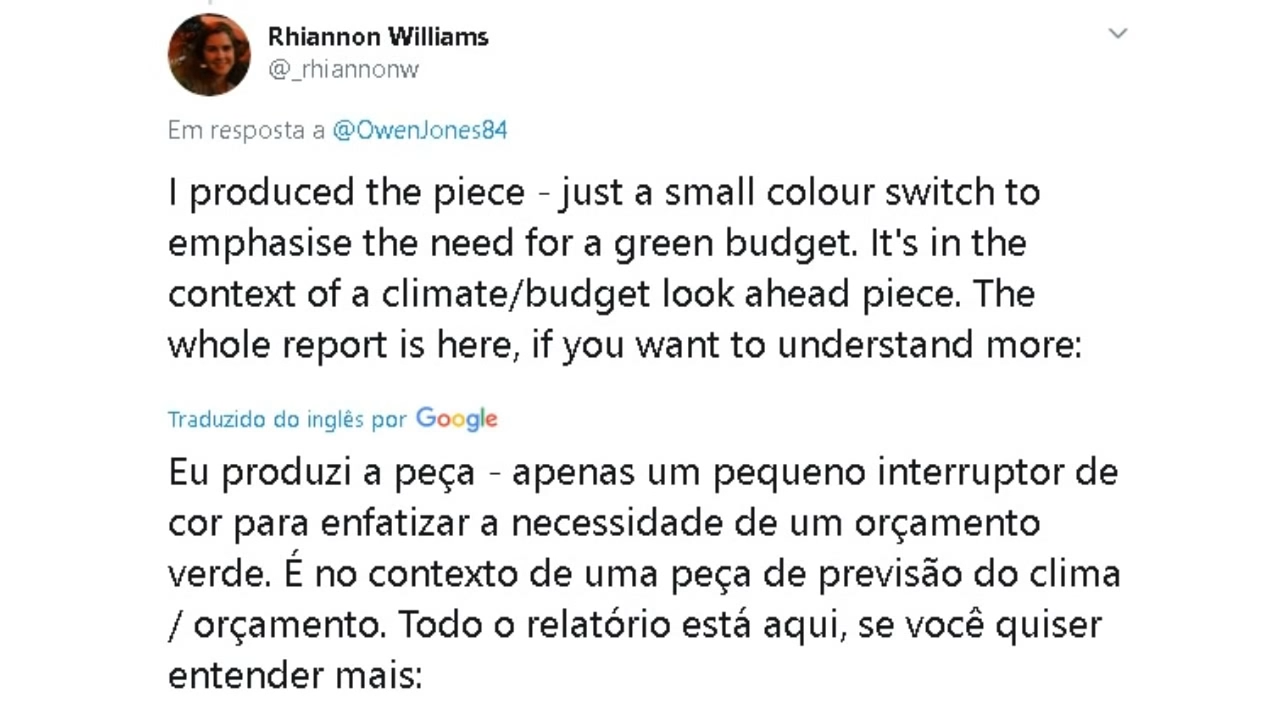 Rhiannon Williams
@_rhiannonw
Em resposta a @OwenJones84
I produced the piece - just a small colour switch to
emphasise the need for a green budget. It's in the
context of a climate/budget look ahead piece. The
whole report is here, if you want to understand more:
Traduzido do inglês por Google
Eu produzi a peça - apenas um pequeno interruptor de
cor para enfatizar a necessidade de um orçamento
verde. É no contexto de uma peça de previsão do clima
/ orçamento. Todo o relatório está aqui, se você quiser
entender mais: